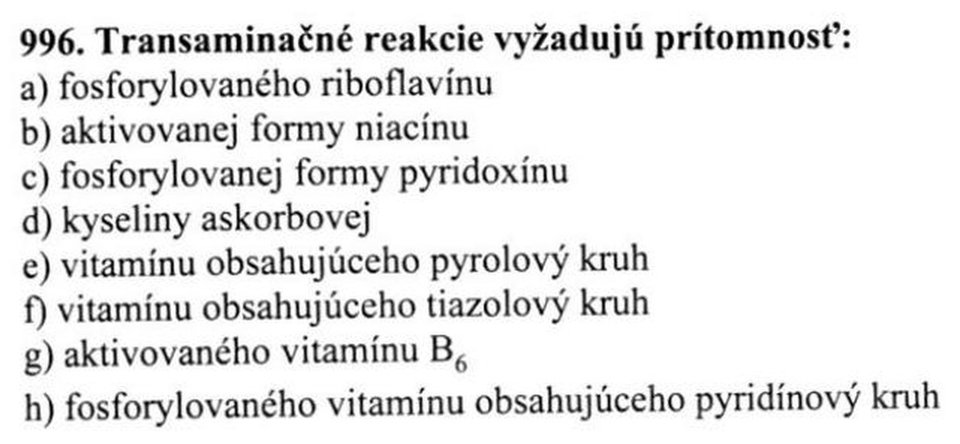 996. Transaminačné reakcie vyžadujú prítomnosť:
a) fosforylovaného riboflavínu
b) aktivovanej formy niacínu
c) fosforylovanej formy pyridoxínu
d) kyseliny askorbovej
e) vitamínu obsahujúceho pyrolový kruh
f) vitamínu obsahujúceho tiazolový kruh
g) aktivovaného vitamínu B₆
h) fosforylovaného vitamínu obsahujúceho pyridínový kruh